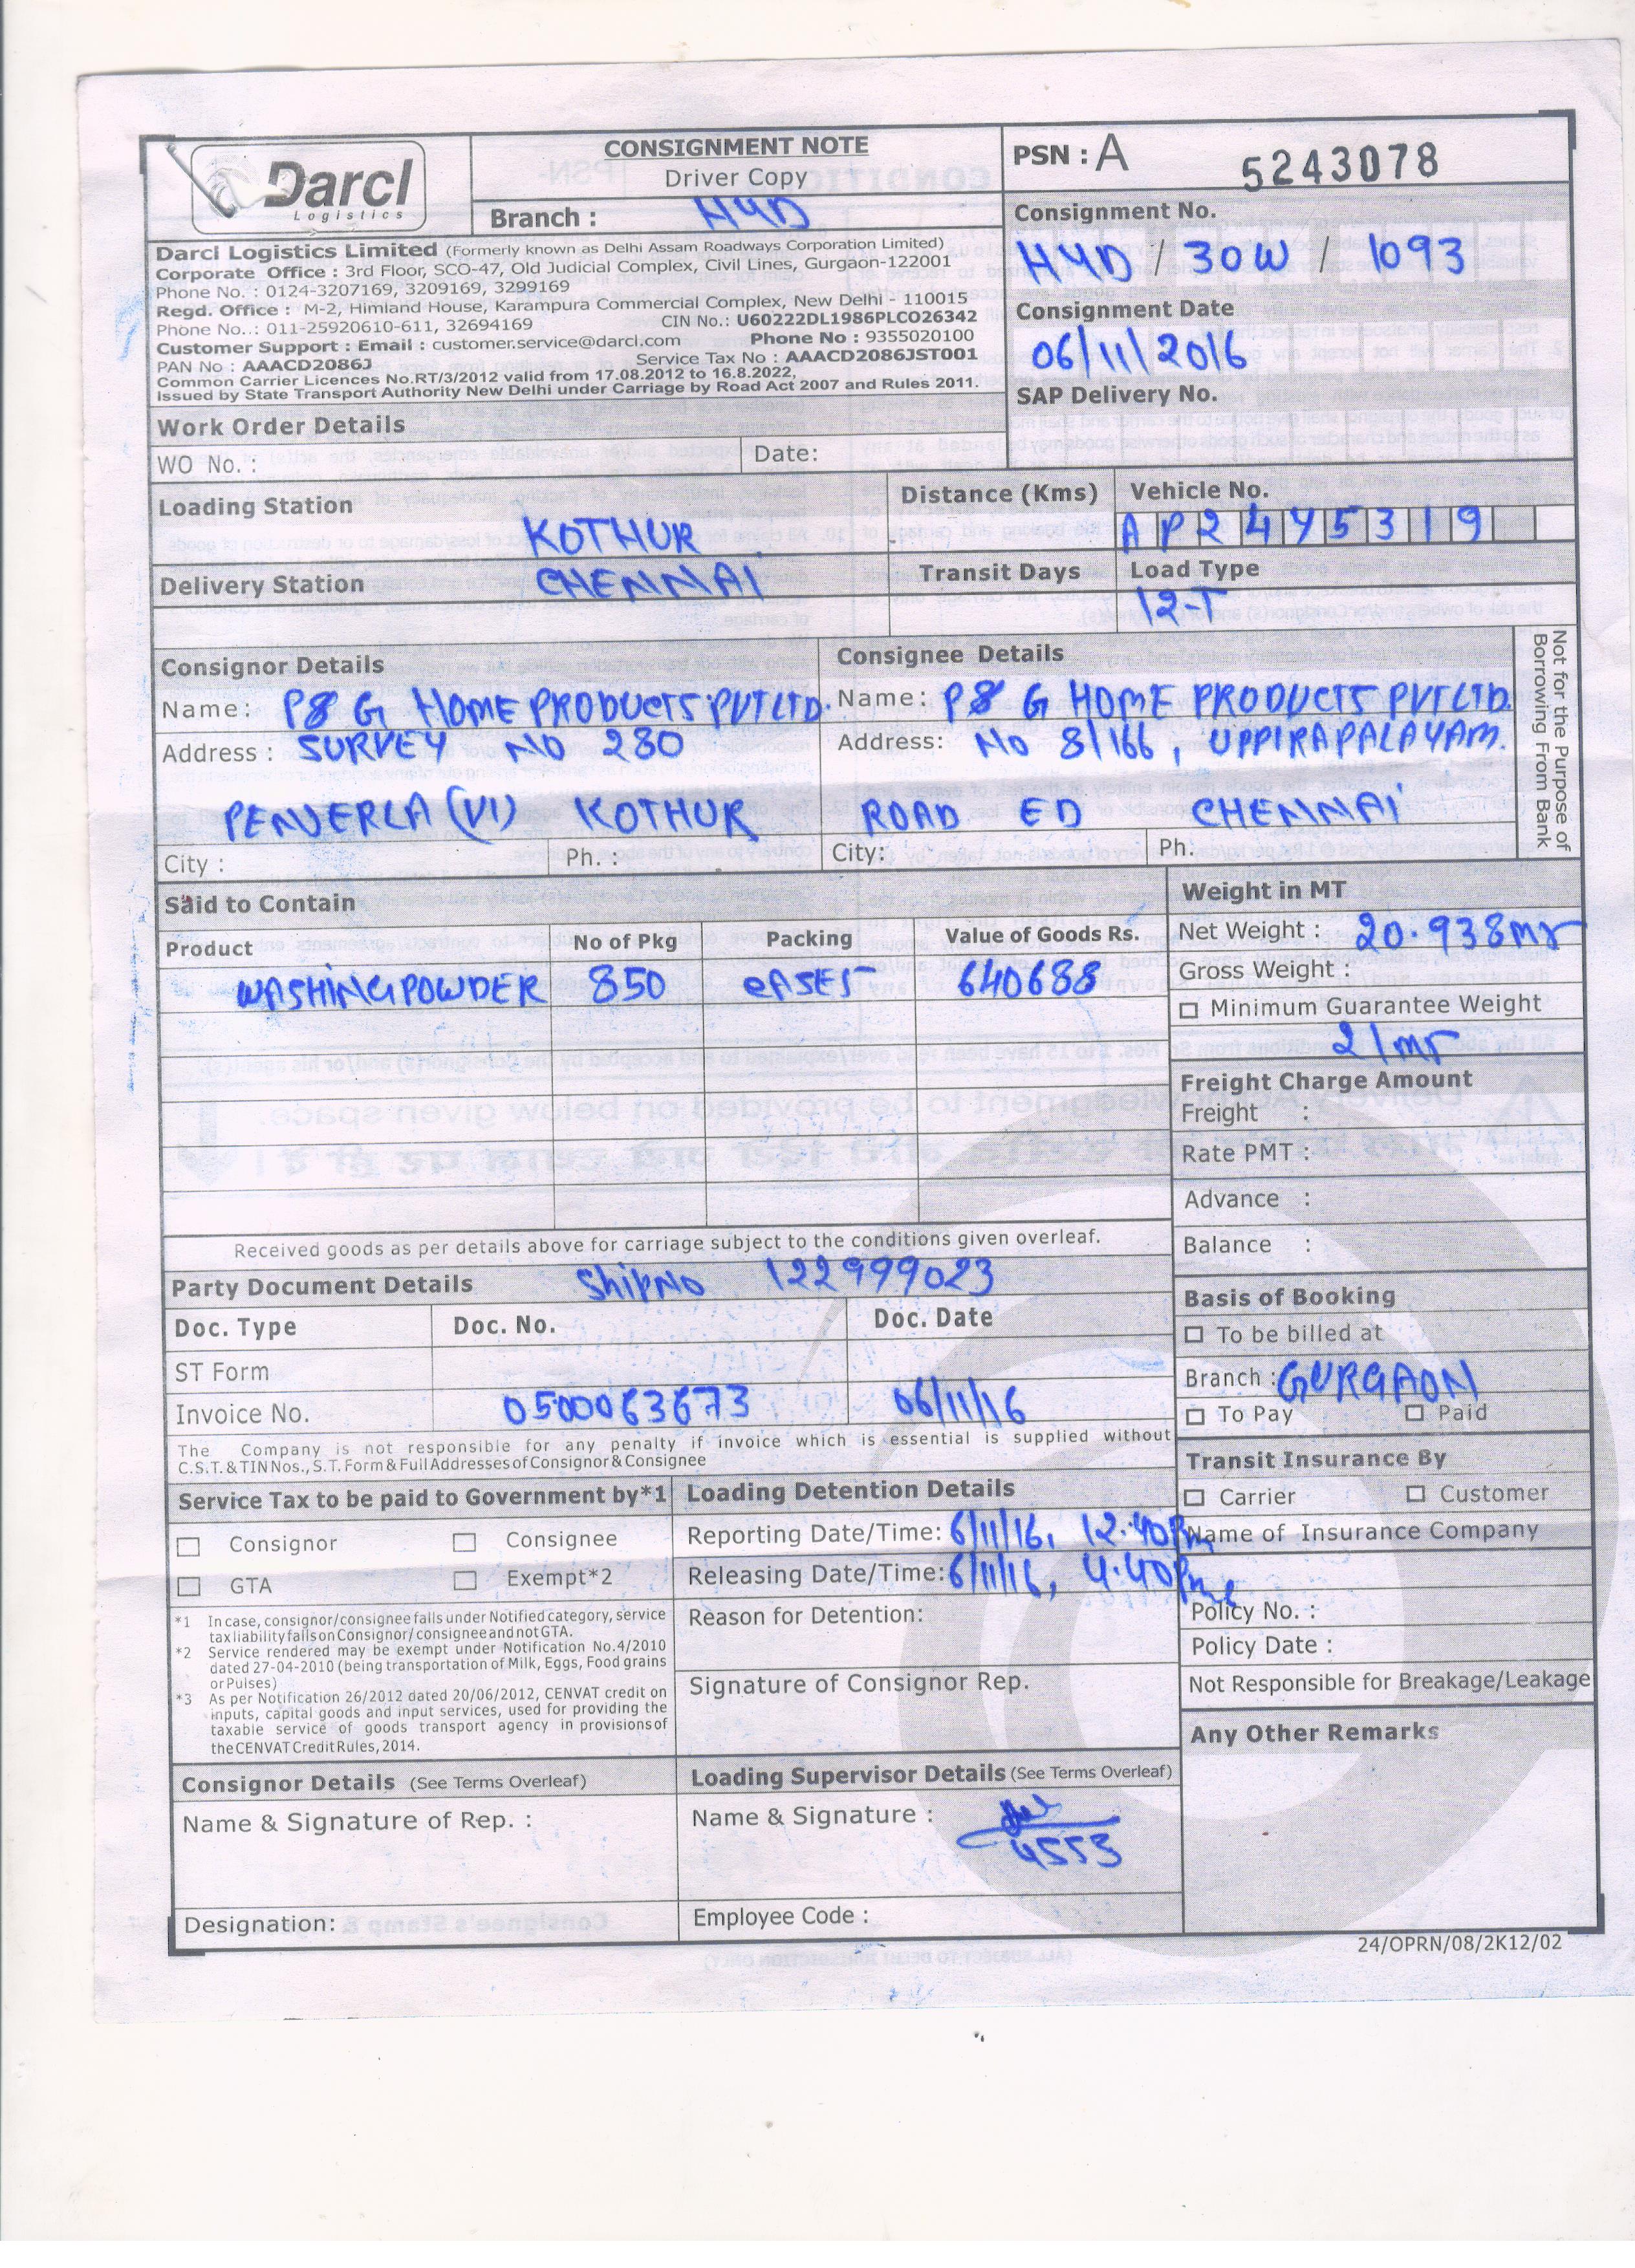 Darcl
Logistics
CONSIGNMENT NOTE
Driver Copy
Branch : HYD
PSN : A 5243078
Consignment No.
HYD / 30W / 1093
Consignment Date
06/11/2016
SAP Delivery No.
Darcl Logistics Limited (Formerly known as Delhi Assam Roadways Corporation Limited)
Corporate Office : 3rd Floor, SCO-47, Old Judicial Complex, Civil Lines, Gurgaon-122001
Phone No. : 0124-3207169, 3209169, 3299169
Regd. Office : M-2, Himland House, Karampura Commercial Complex, New Delhi - 110015
Phone No..: 011-25920610-611, 32694169 CIN No.: U60222DL1986PLCO26342
Customer Support : Email : customer.service@darcl.com Phone No : 9355020100
PAN No : AAACD2086J Service Tax No : AAACD2086JST001
Common Carrier Licences No.RT/3/2012 valid from 17.08.2012 to 16.8.2022,
Issued by State Transport Authority New Delhi under Carriage by Road Act 2007 and Rules 2011.
Work Order Details
WO No. : Date:
Loading Station Distance (Kms) Vehicle No.
KOTHUR AP24Y5319
Delivery Station CHENNAI Transit Days Load Type
12-T
Consignor Details
Name: P& G HOME PRODUCTS PVT LTD.
Address : SURVEY NO 280
PENJERLA (VI) KOTHUR
City : Ph. :
Consignee Details
Name: P& G HOME PRODUCTS PVT LTD.
Address: No 8/166, UPPIRAPALAYAM.
ROAD ED CHENNAI
City: Ph.
Not for the Purpose of
Borrowing From Bank
Said to Contain
Product No of Pkg Packing Value of Goods Rs.
WASHING POWDER 850 CASES 640688
Weight in MT
Net Weight : 20.938MT
Gross Weight :
Minimum Guarantee Weight
21MT
Freight Charge Amount
Freight :
Rate PMT :
Advance :
Balance :
Received goods as per details above for carriage subject to the conditions given overleaf.
Party Document Details Ship No 122999023
Doc. Type Doc. No. Doc. Date
ST Form
Invoice No. 0500063673 06/11/16
The Company is not responsible for any penalty if invoice which is essential is supplied without
C.S.T. & TIN Nos., S.T. Form & Full Addresses of Consignor & Consignee
Basis of Booking
To be billed at
Branch : GURGAON
To Pay Paid
Transit Insurance By
Carrier Customer
Name of Insurance Company
Policy No. :
Policy Date :
Not Responsible for Breakage/Leakage
Any Other Remarks
Service Tax to be paid to Government by*1
Consignor Consignee
GTA Exempt*2
*1 In case, consignor/consignee falls under Notified category, service
tax liability falls on Consignor/ consignee and not GTA.
*2 Service rendered may be exempt under Notification No.4/2010
dated 27-04-2010 (being transportation of Milk, Eggs, Food grains
or Pulses)
*3 As per Notification 26/2012 dated 20/06/2012, CENVAT credit on
inputs, capital goods and input services, used for providing the
taxable service of goods transport agency in provisions of
the CENVAT Credit Rules, 2014.
Loading Detention Details
Reporting Date/Time: 6/11/16, 12.40Pm
Releasing Date/Time: 6/11/16, 4.40Pm
Reason for Detention:
Signature of Consignor Rep.
Consignor Details (See Terms Overleaf)
Name & Signature of Rep. :
Designation:
Loading Supervisor Details (See Terms Overleaf)
Name & Signature :
4553
Employee Code :
24/OPRN/08/2K12/02